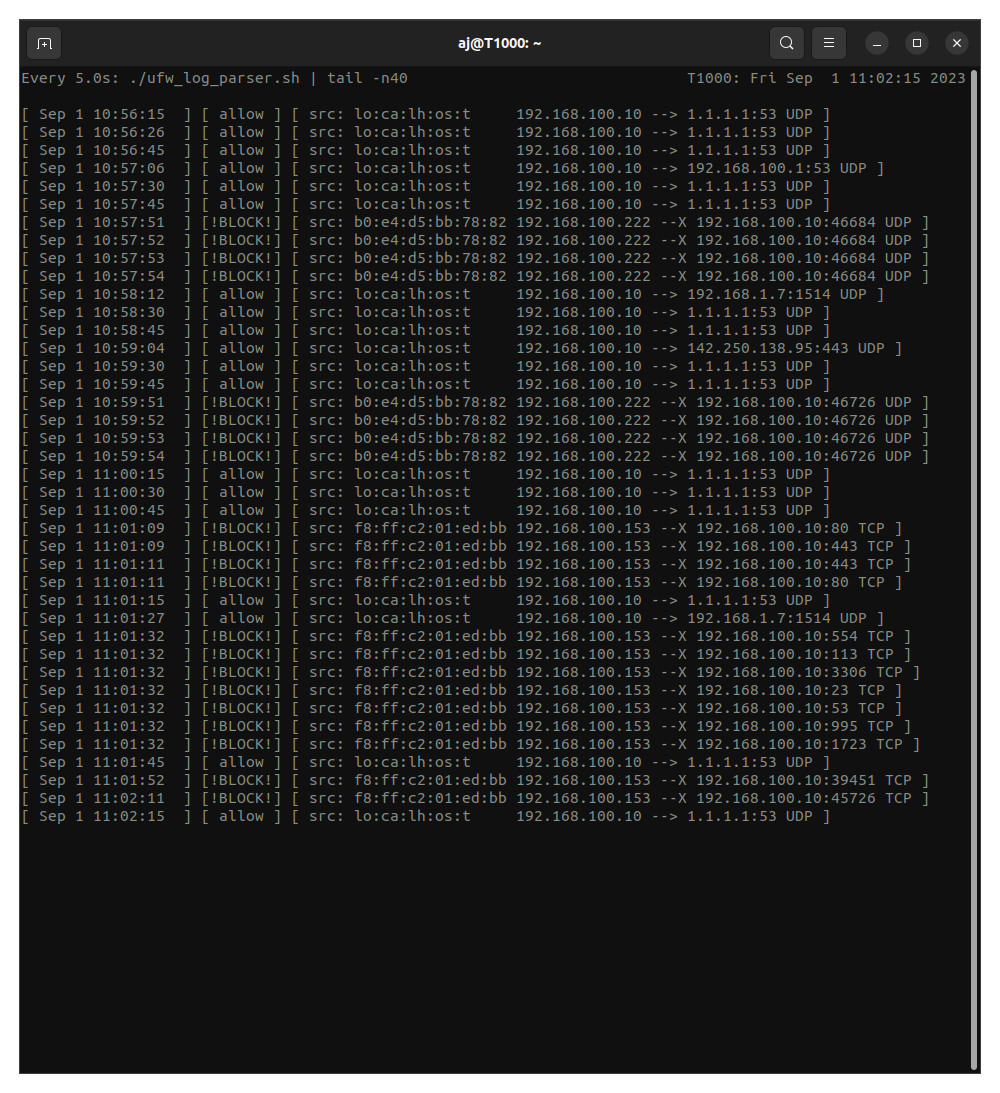 aj@T1000: ~
Every 5.0s: ./ufw_log_parser.sh | tail -n40 T1000: Fri Sep  1 11:02:15 2023
[ Sep 1 10:56:15  ] [ allow ] [ src: lo:ca:lh:os:t     192.168.100.10 --> 1.1.1.1:53 UDP ]
[ Sep 1 10:56:26  ] [ allow ] [ src: lo:ca:lh:os:t     192.168.100.10 --> 1.1.1.1:53 UDP ]
[ Sep 1 10:56:45  ] [ allow ] [ src: lo:ca:lh:os:t     192.168.100.10 --> 1.1.1.1:53 UDP ]
[ Sep 1 10:57:06  ] [ allow ] [ src: lo:ca:lh:os:t     192.168.100.10 --> 192.168.100.1:53 UDP ]
[ Sep 1 10:57:30  ] [ allow ] [ src: lo:ca:lh:os:t     192.168.100.10 --> 1.1.1.1:53 UDP ]
[ Sep 1 10:57:45  ] [ allow ] [ src: lo:ca:lh:os:t     192.168.100.10 --> 1.1.1.1:53 UDP ]
[ Sep 1 10:57:51  ] [!BLOCK!] [ src: b0:e4:d5:bb:78:82 192.168.100.222 --X 192.168.100.10:46684 UDP ]
[ Sep 1 10:57:52  ] [!BLOCK!] [ src: b0:e4:d5:bb:78:82 192.168.100.222 --X 192.168.100.10:46684 UDP ]
[ Sep 1 10:57:53  ] [!BLOCK!] [ src: b0:e4:d5:bb:78:82 192.168.100.222 --X 192.168.100.10:46684 UDP ]
[ Sep 1 10:57:54  ] [!BLOCK!] [ src: b0:e4:d5:bb:78:82 192.168.100.222 --X 192.168.100.10:46684 UDP ]
[ Sep 1 10:58:12  ] [ allow ] [ src: lo:ca:lh:os:t     192.168.100.10 --> 192.168.1.7:1514 UDP ]
[ Sep 1 10:58:30  ] [ allow ] [ src: lo:ca:lh:os:t     192.168.100.10 --> 1.1.1.1:53 UDP ]
[ Sep 1 10:58:45  ] [ allow ] [ src: lo:ca:lh:os:t     192.168.100.10 --> 1.1.1.1:53 UDP ]
[ Sep 1 10:59:04  ] [ allow ] [ src: lo:ca:lh:os:t     192.168.100.10 --> 142.250.138.95:443 UDP ]
[ Sep 1 10:59:30  ] [ allow ] [ src: lo:ca:lh:os:t     192.168.100.10 --> 1.1.1.1:53 UDP ]
[ Sep 1 10:59:45  ] [ allow ] [ src: lo:ca:lh:os:t     192.168.100.10 --> 1.1.1.1:53 UDP ]
[ Sep 1 10:59:51  ] [!BLOCK!] [ src: b0:e4:d5:bb:78:82 192.168.100.222 --X 192.168.100.10:46726 UDP ]
[ Sep 1 10:59:52  ] [!BLOCK!] [ src: b0:e4:d5:bb:78:82 192.168.100.222 --X 192.168.100.10:46726 UDP ]
[ Sep 1 10:59:53  ] [!BLOCK!] [ src: b0:e4:d5:bb:78:82 192.168.100.222 --X 192.168.100.10:46726 UDP ]
[ Sep 1 10:59:54  ] [!BLOCK!] [ src: b0:e4:d5:bb:78:82 192.168.100.222 --X 192.168.100.10:46726 UDP ]
[ Sep 1 11:00:15  ] [ allow ] [ src: lo:ca:lh:os:t     192.168.100.10 --> 1.1.1.1:53 UDP ]
[ Sep 1 11:00:30  ] [ allow ] [ src: lo:ca:lh:os:t     192.168.100.10 --> 1.1.1.1:53 UDP ]
[ Sep 1 11:00:45  ] [ allow ] [ src: lo:ca:lh:os:t     192.168.100.10 --> 1.1.1.1:53 UDP ]
[ Sep 1 11:01:09  ] [!BLOCK!] [ src: f8:ff:c2:01:ed:bb 192.168.100.153 --X 192.168.100.10:80 TCP ]
[ Sep 1 11:01:09  ] [!BLOCK!] [ src: f8:ff:c2:01:ed:bb 192.168.100.153 --X 192.168.100.10:443 TCP ]
[ Sep 1 11:01:11  ] [!BLOCK!] [ src: f8:ff:c2:01:ed:bb 192.168.100.153 --X 192.168.100.10:443 TCP ]
[ Sep 1 11:01:11  ] [!BLOCK!] [ src: f8:ff:c2:01:ed:bb 192.168.100.153 --X 192.168.100.10:80 TCP ]
[ Sep 1 11:01:15  ] [ allow ] [ src: lo:ca:lh:os:t     192.168.100.10 --> 1.1.1.1:53 UDP ]
[ Sep 1 11:01:27  ] [ allow ] [ src: lo:ca:lh:os:t     192.168.100.10 --> 192.168.1.7:1514 UDP ]
[ Sep 1 11:01:32  ] [!BLOCK!] [ src: f8:ff:c2:01:ed:bb 192.168.100.153 --X 192.168.100.10:554 TCP ]
[ Sep 1 11:01:32  ] [!BLOCK!] [ src: f8:ff:c2:01:ed:bb 192.168.100.153 --X 192.168.100.10:113 TCP ]
[ Sep 1 11:01:32  ] [!BLOCK!] [ src: f8:ff:c2:01:ed:bb 192.168.100.153 --X 192.168.100.10:3306 TCP ]
[ Sep 1 11:01:32  ] [!BLOCK!] [ src: f8:ff:c2:01:ed:bb 192.168.100.153 --X 192.168.100.10:23 TCP ]
[ Sep 1 11:01:32  ] [!BLOCK!] [ src: f8:ff:c2:01:ed:bb 192.168.100.153 --X 192.168.100.10:53 TCP ]
[ Sep 1 11:01:32  ] [!BLOCK!] [ src: f8:ff:c2:01:ed:bb 192.168.100.153 --X 192.168.100.10:995 TCP ]
[ Sep 1 11:01:32  ] [!BLOCK!] [ src: f8:ff:c2:01:ed:bb 192.168.100.153 --X 192.168.100.10:1723 TCP ]
[ Sep 1 11:01:45  ] [ allow ] [ src: lo:ca:lh:os:t     192.168.100.10 --> 1.1.1.1:53 UDP ]
[ Sep 1 11:01:52  ] [!BLOCK!] [ src: f8:ff:c2:01:ed:bb 192.168.100.153 --X 192.168.100.10:39451 TCP ]
[ Sep 1 11:02:11  ] [!BLOCK!] [ src: f8:ff:c2:01:ed:bb 192.168.100.153 --X 192.168.100.10:45726 TCP ]
[ Sep 1 11:02:15  ] [ allow ] [ src: lo:ca:lh:os:t     192.168.100.10 --> 1.1.1.1:53 UDP ]